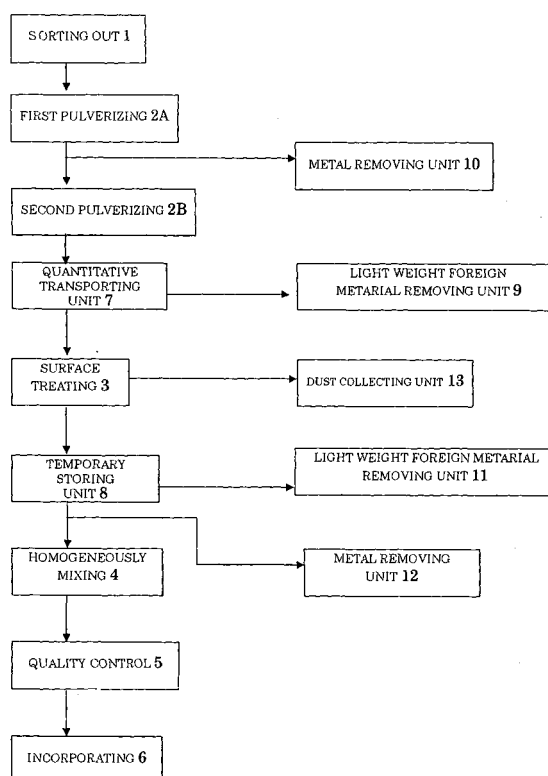 SORTING OUT 1
FIRST PULVERIZING 2A
METAL REMOVING UNIT 10
SECOND PULVERIZING 2B
QUANTITATIVE
TRANSPORTING
UNIT 7
LIGHT WEIGHT FOREIGN
METARIAL REMOVING UNIT 9
SURFACE
TREATING 3
DUST COLLECTING UNIT 13
TEMPORARY
STORING
UNIT 8
LIGHT WEIGHT FOREIGN METARIAL
REMOVING UNIT 11
HOMOGENEOUSLY
MIXING 4
METAL REMOVING
UNIT 12
QUALITY CONTROL 5
INCORPORATING 6